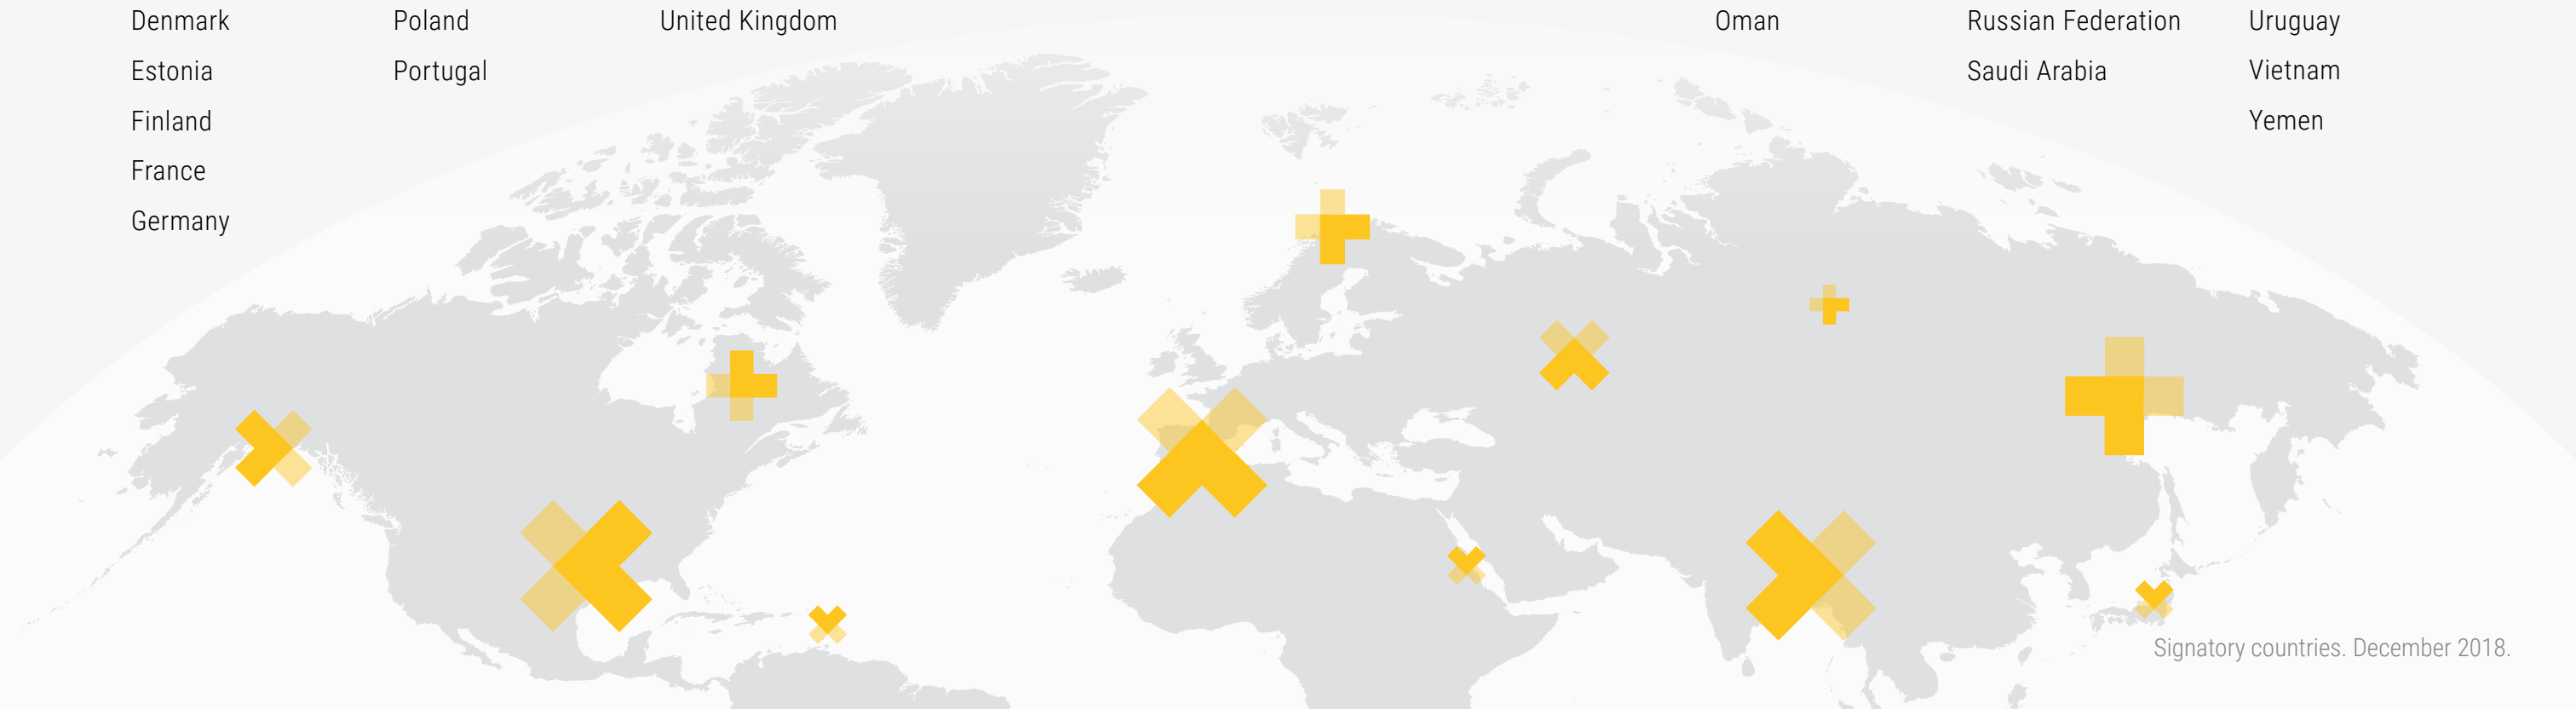 Denmark
Estonia
Finland
France
Germany
Poland
Portugal
United Kingdom
Oman
Russian Federation
Saudi Arabia
Uruguay
Vietnam
Yemen
Signatory countries. December 2018.